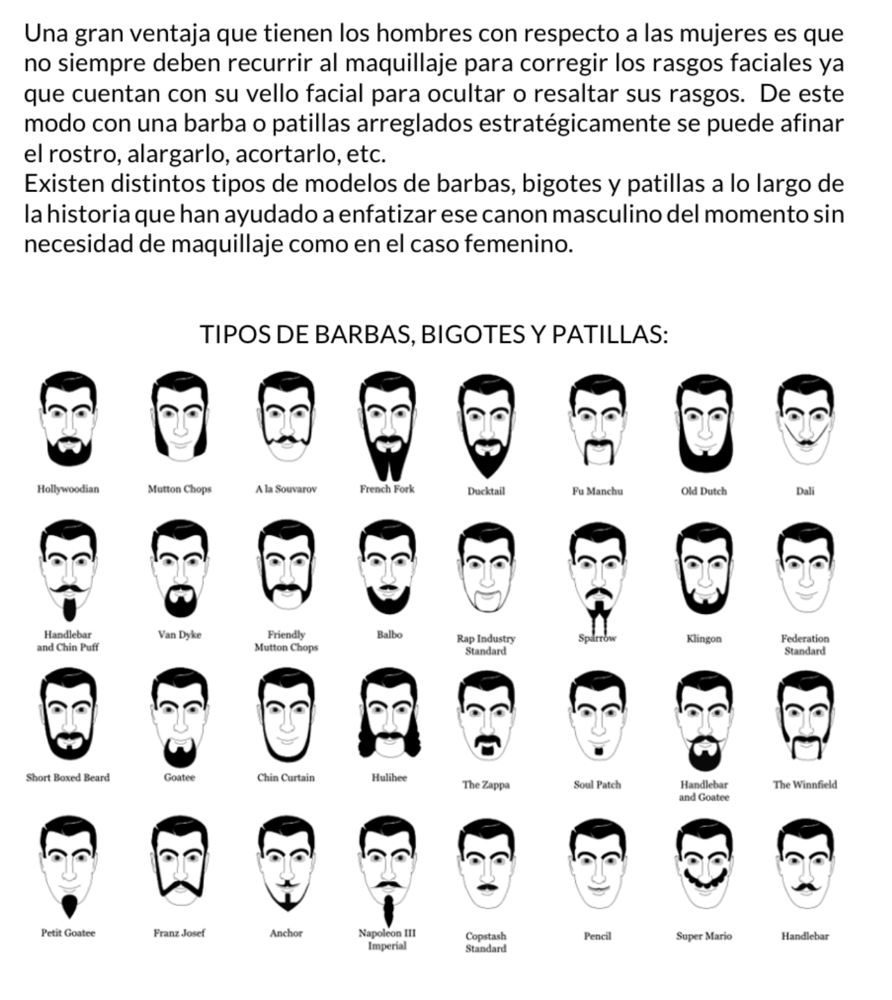 Una gran ventaja que tienen los hombres con respecto a las mujeres es que
no siempre deben recurrir al maquillaje para corregir los rasgos faciales ya
que cuentan con su vello facial para ocultar o resaltar sus rasgos. De este
modo con una barba o patillas arreglados estratégicamente se puede afinar
el rostro, alargarlo, acortarlo, etc.
Existen distintos tipos de modelos de barbas, bigotes y patillas a lo largo de
la historia que han ayudado a enfatizar ese canon masculino del momento sin
necesidad de maquillaje como en el caso femenino.
TIPOS DE BARBAS, BIGOTES Y PATILLAS:
Hollywoodian
Mutton Chops
A la Souvarov
French Fork
Ducktail
Fu Manchu
Old Dutch
Dali
Handlebar
and Chin Puff
Van Dyke
Friendly
Mutton Chops
Balbo
Rap Industry
Standard
Sparrow
Klingon
Federation
Standard
Short Boxed Beard
Goatee
Chin Curtain
Hulihee
The Zappa
Soul Patch
Handlebar
and Goatee
The Winnfield
Petit Goatee
Franz Josef
Anchor
Napoleon III
Imperial
Copstash
Standard
Pencil
Super Mario
Handlebar